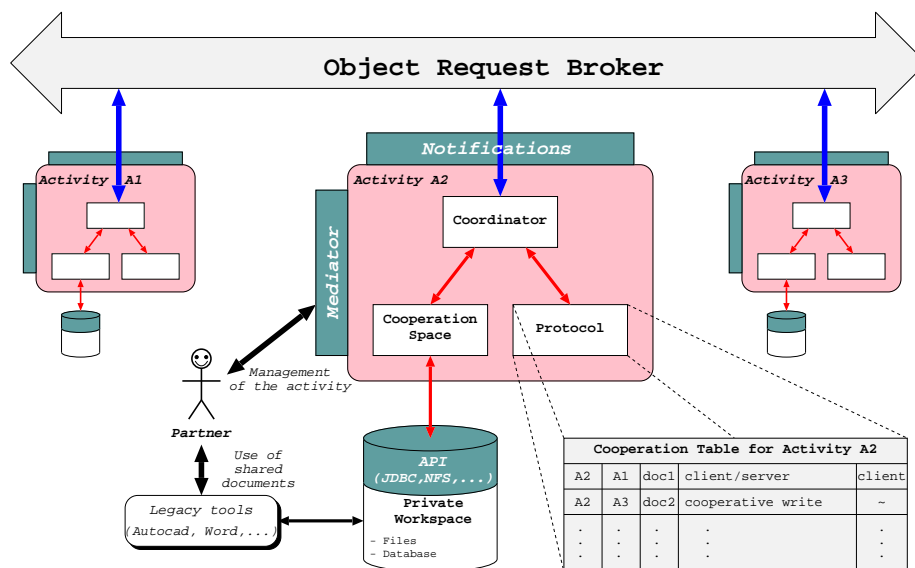 Object Request Broker
Notifications
Activity A1
Activity A2
Activity A3
Coordinator
Mediator
Cooperation
Space
Protocol
Management
of the activity
Partner
Use of
shared
documents
API
(JDBC,NFS,...)
Private
Workspace
- Files
- Database
Legacy tools
(Autocad, Word,...)
Cooperation Table for Activity A2
A2 A1 doc1 client/server client
A2 A3 doc2 cooperative write ~
. . . . .
. . . . .
. . . . .